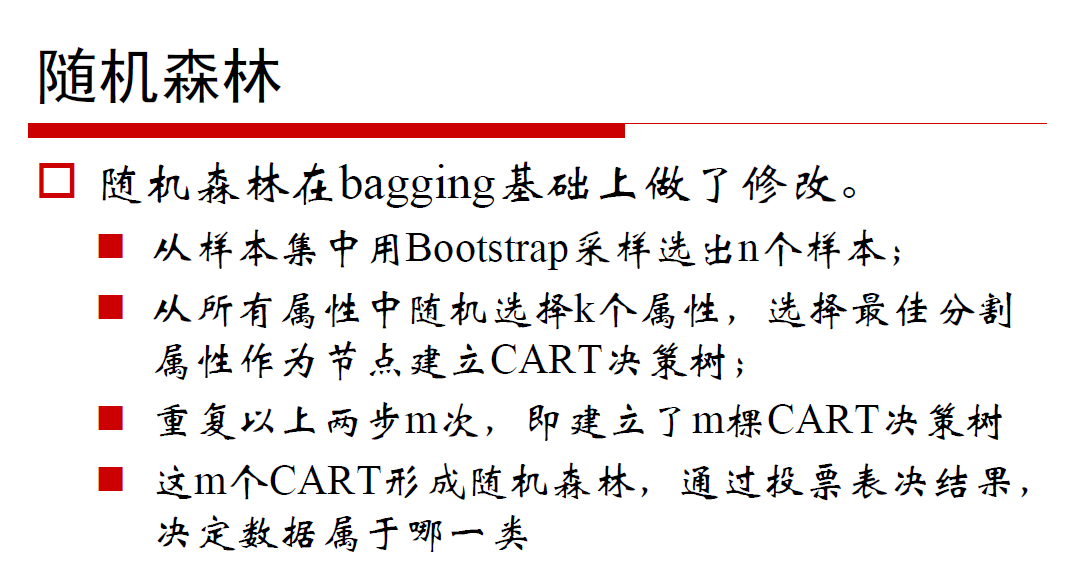 随机森林
随机森林在bagging基础上做了修改。
从样本集中用Bootstrap采样选出n个样本；
从所有属性中随机选择k个属性，选择最佳分割
属性作为节点建立CART决策树；
重复以上两步m次，即建立了m棵CART决策树
这m个CART形成随机森林，通过投票表决结果，
决定数据属于哪一类